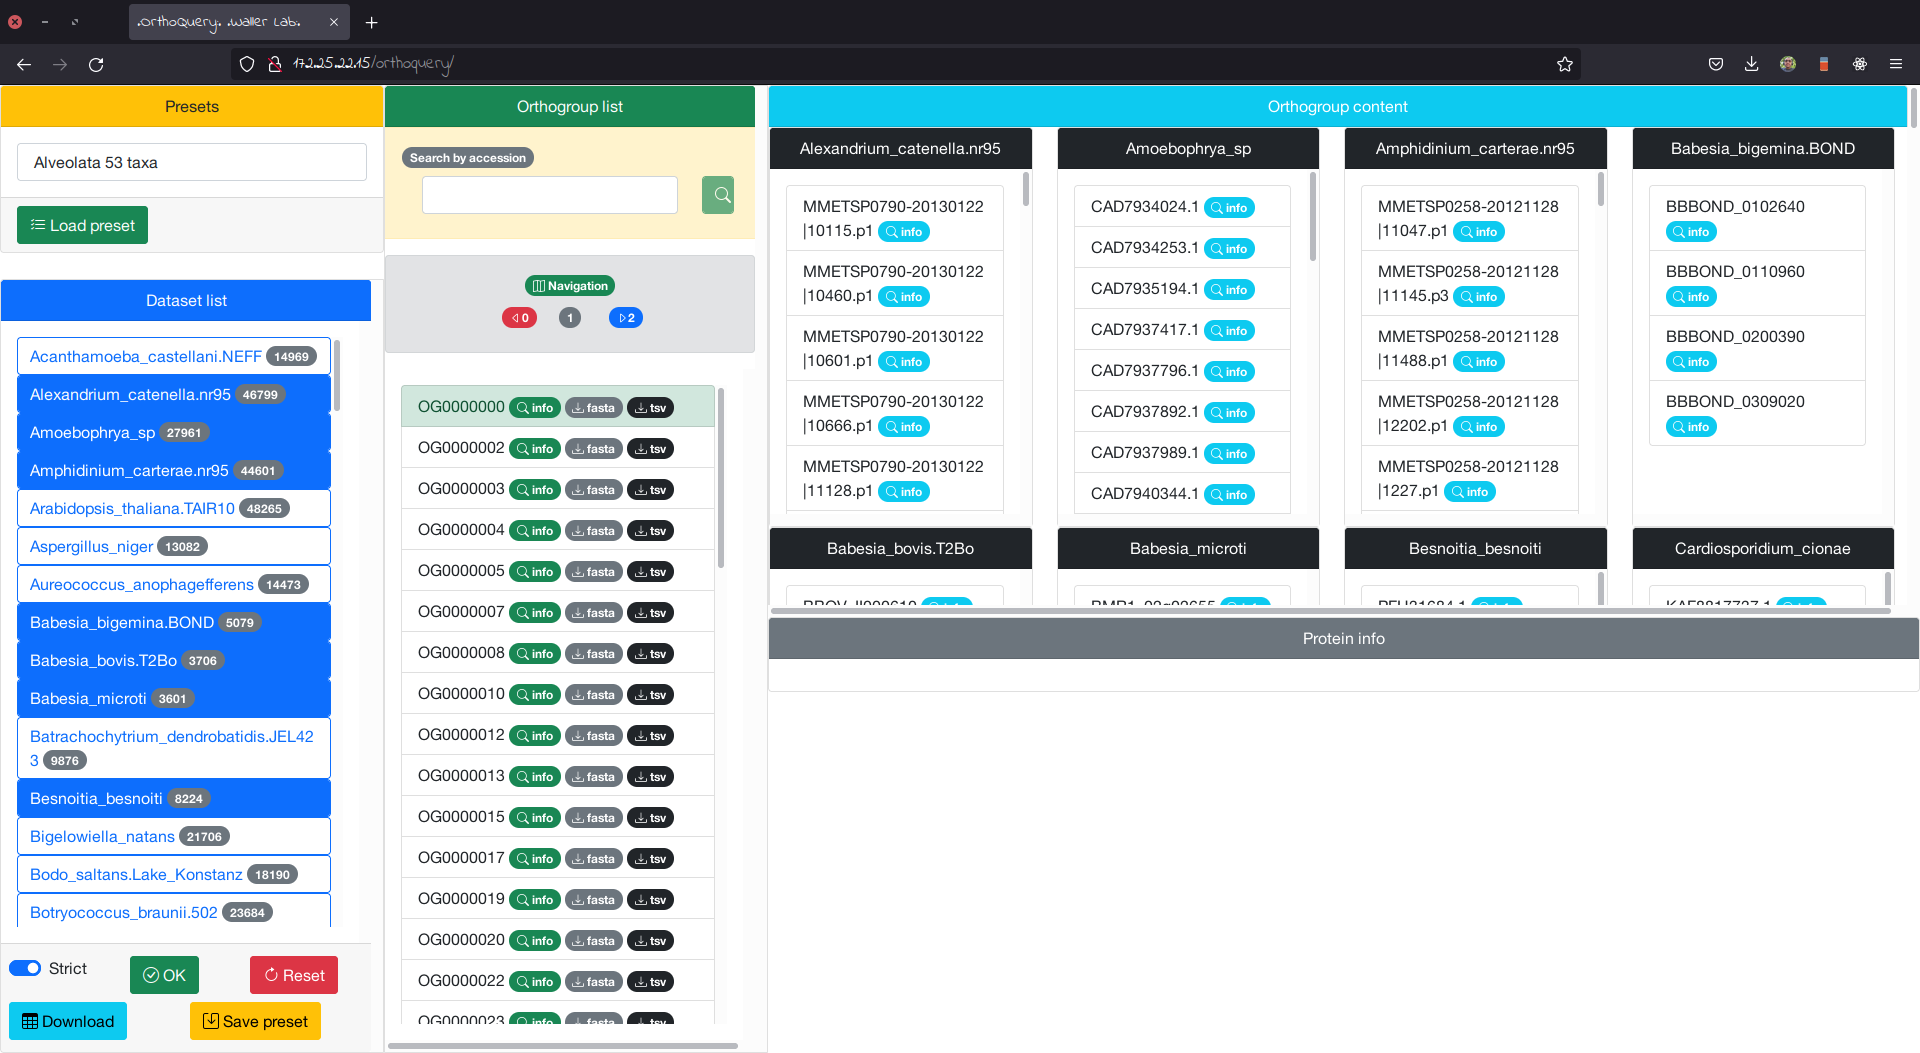 .OrthoQuery. .Waller Lab.
172.25.22.15/orthoquery/
Presets
Alveolata 53 taxa
Load preset
Dataset list
Acanthamoeba_castellani.NEFF 14969
Alexandrium_catenella.nr95 46799
Amoebophrya_sp 27961
Amphidinium_carterae.nr95 44601
Arabidopsis_thaliana.TAIR10 48265
Aspergillus_niger 13082
Aureococcus_anophagefferens 14473
Babesia_bigemina.BOND 5079
Babesia_bovis.T2Bo 3706
Babesia_microti 3601
Batrachochytrium_dendrobatidis.JEL42
3 9876
Besnoitia_besnoiti 8224
Bigelowiella_natans 21706
Bodo_saltans.Lake_Konstanz 18190
Botryococcus_braunii.502 23684
Strict
OK
Reset
Download
Save preset
Orthogroup list
Search by accession
Navigation
0 1 2
OG0000000 info fasta tsv
OG0000002 info fasta tsv
OG0000003 info fasta tsv
OG0000004 info fasta tsv
OG0000005 info fasta tsv
OG0000007 info fasta tsv
OG0000008 info fasta tsv
OG0000010 info fasta tsv
OG0000012 info fasta tsv
OG0000013 info fasta tsv
OG0000015 info fasta tsv
OG0000017 info fasta tsv
OG0000019 info fasta tsv
OG0000020 info fasta tsv
OG0000022 info fasta tsv
OG0000023 info fasta tsv
Orthogroup content
Alexandrium_catenella.nr95
MMETSP0790-20130122
|10115.p1 info
MMETSP0790-20130122
|10460.p1 info
MMETSP0790-20130122
|10601.p1 info
MMETSP0790-20130122
|10666.p1 info
MMETSP0790-20130122
|11128.p1 info
Amoebophrya_sp
CAD7934024.1 info
CAD7934253.1 info
CAD7935194.1 info
CAD7937417.1 info
CAD7937796.1 info
CAD7937892.1 info
CAD7937989.1 info
CAD7940344.1 info
Amphidinium_carterae.nr95
MMETSP0258-20121128
|11047.p1 info
MMETSP0258-20121128
|11145.p3 info
MMETSP0258-20121128
|11488.p1 info
MMETSP0258-20121128
|12202.p1 info
MMETSP0258-20121128
|1227.p1 info
Babesia_bigemina.BOND
BBBOND_0102640
info
BBBOND_0110960
info
BBBOND_0200390
info
BBBOND_0309020
info
Babesia_bovis.T2Bo
Babesia_microti
Besnoitia_besnoiti
Cardiosporidium_cionae
Protein info